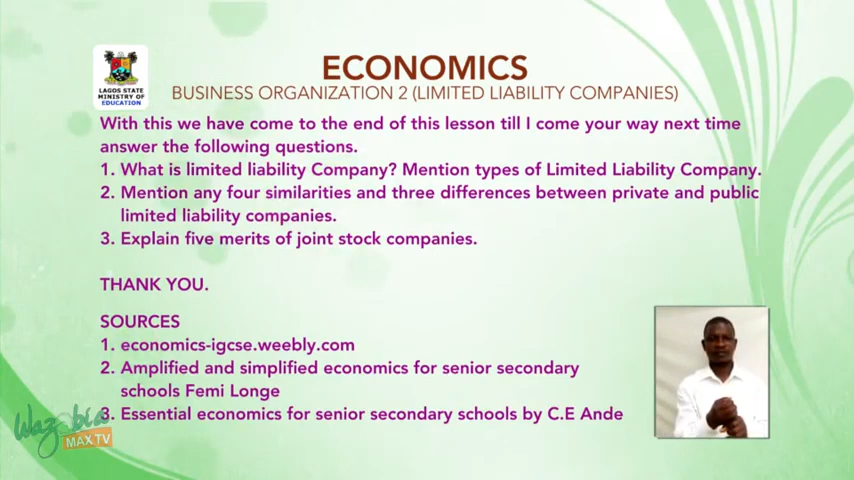 LAGOS STATE
MINISTRY OF
EDUCATION
ECONOMICS
BUSINESS ORGANIZATION 2 (LIMITED LIABILITY COMPANIES)
With this we have come to the end of this lesson till I come your way next time
answer the following questions.
1. What is limited liability Company? Mention types of Limited Liability Company.
2. Mention any four similarities and three differences between private and public
limited liability companies.
3. Explain five merits of joint stock companies.
THANK YOU.
SOURCES
1. economics-igcse.weebly.com
2. Amplified and simplified economics for senior secondary
schools Femi Longe
3. Essential economics for senior secondary schools by C.E Ande
Wazobia
MAX TV